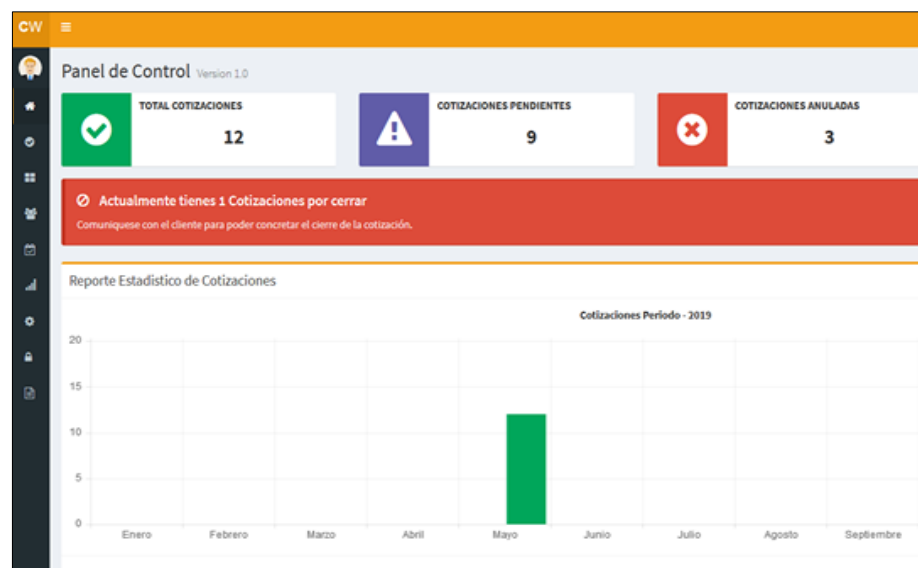 CW
Panel de Control Version 1.0
TOTAL COTIZACIONES
12
COTIZACIONES PENDIENTES
9
COTIZACIONES ANULADAS
3
Actualmente tienes 1 Cotizaciones por cerrar
Comuniquese con el cliente para poder concretar el cierre de la cotización.
Reporte Estadistico de Cotizaciones
Cotizaciones Periodo - 2019
20
15
10
5
0
Enero Febrero Marzo Abril Mayo Junio Julio Agosto Septiembre